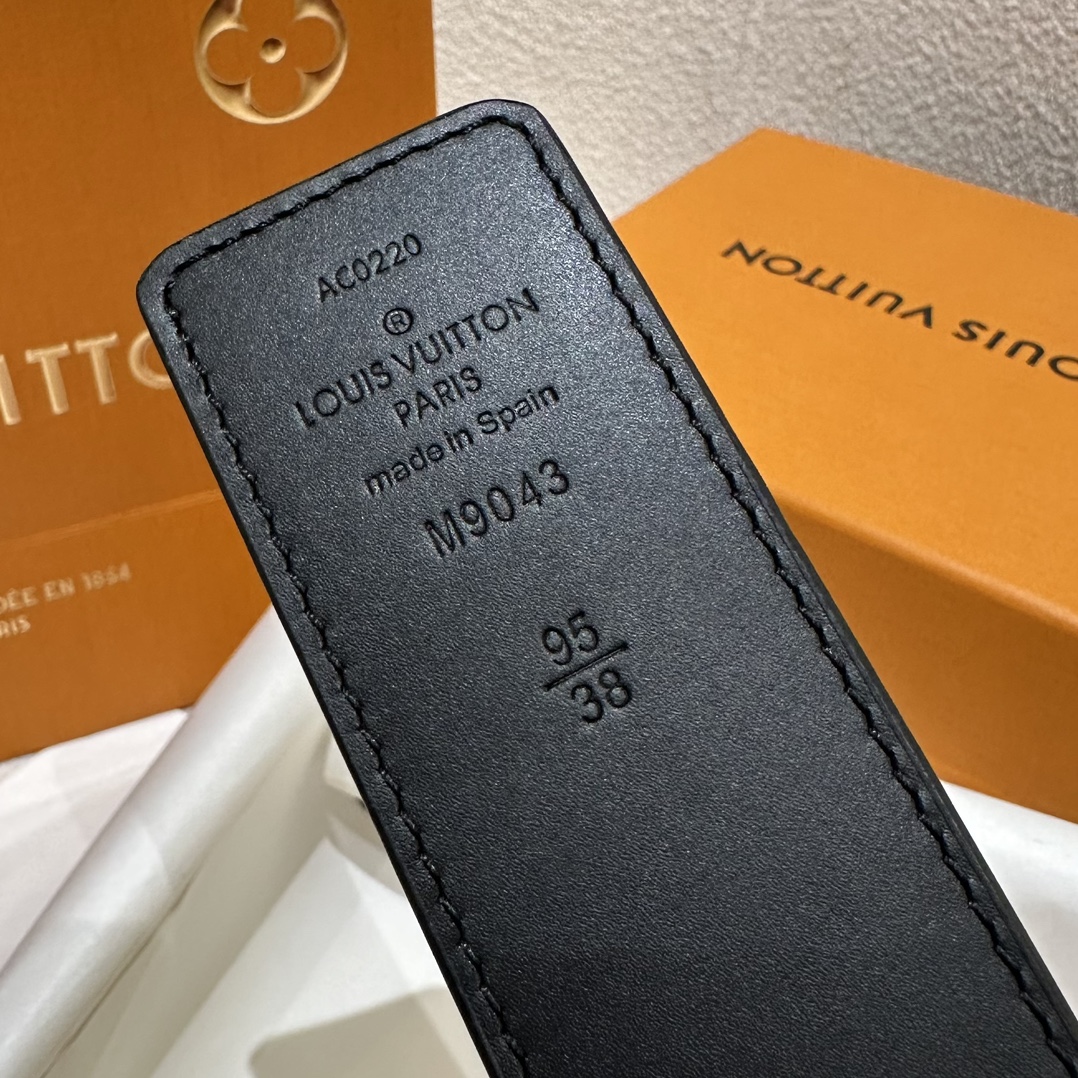 AC0220
®
LOUIS VUITTON
PARIS
made in Spain
M9043
95
38
LOUIS VUITTON
ITTO
DÉE EN 1854
RIS